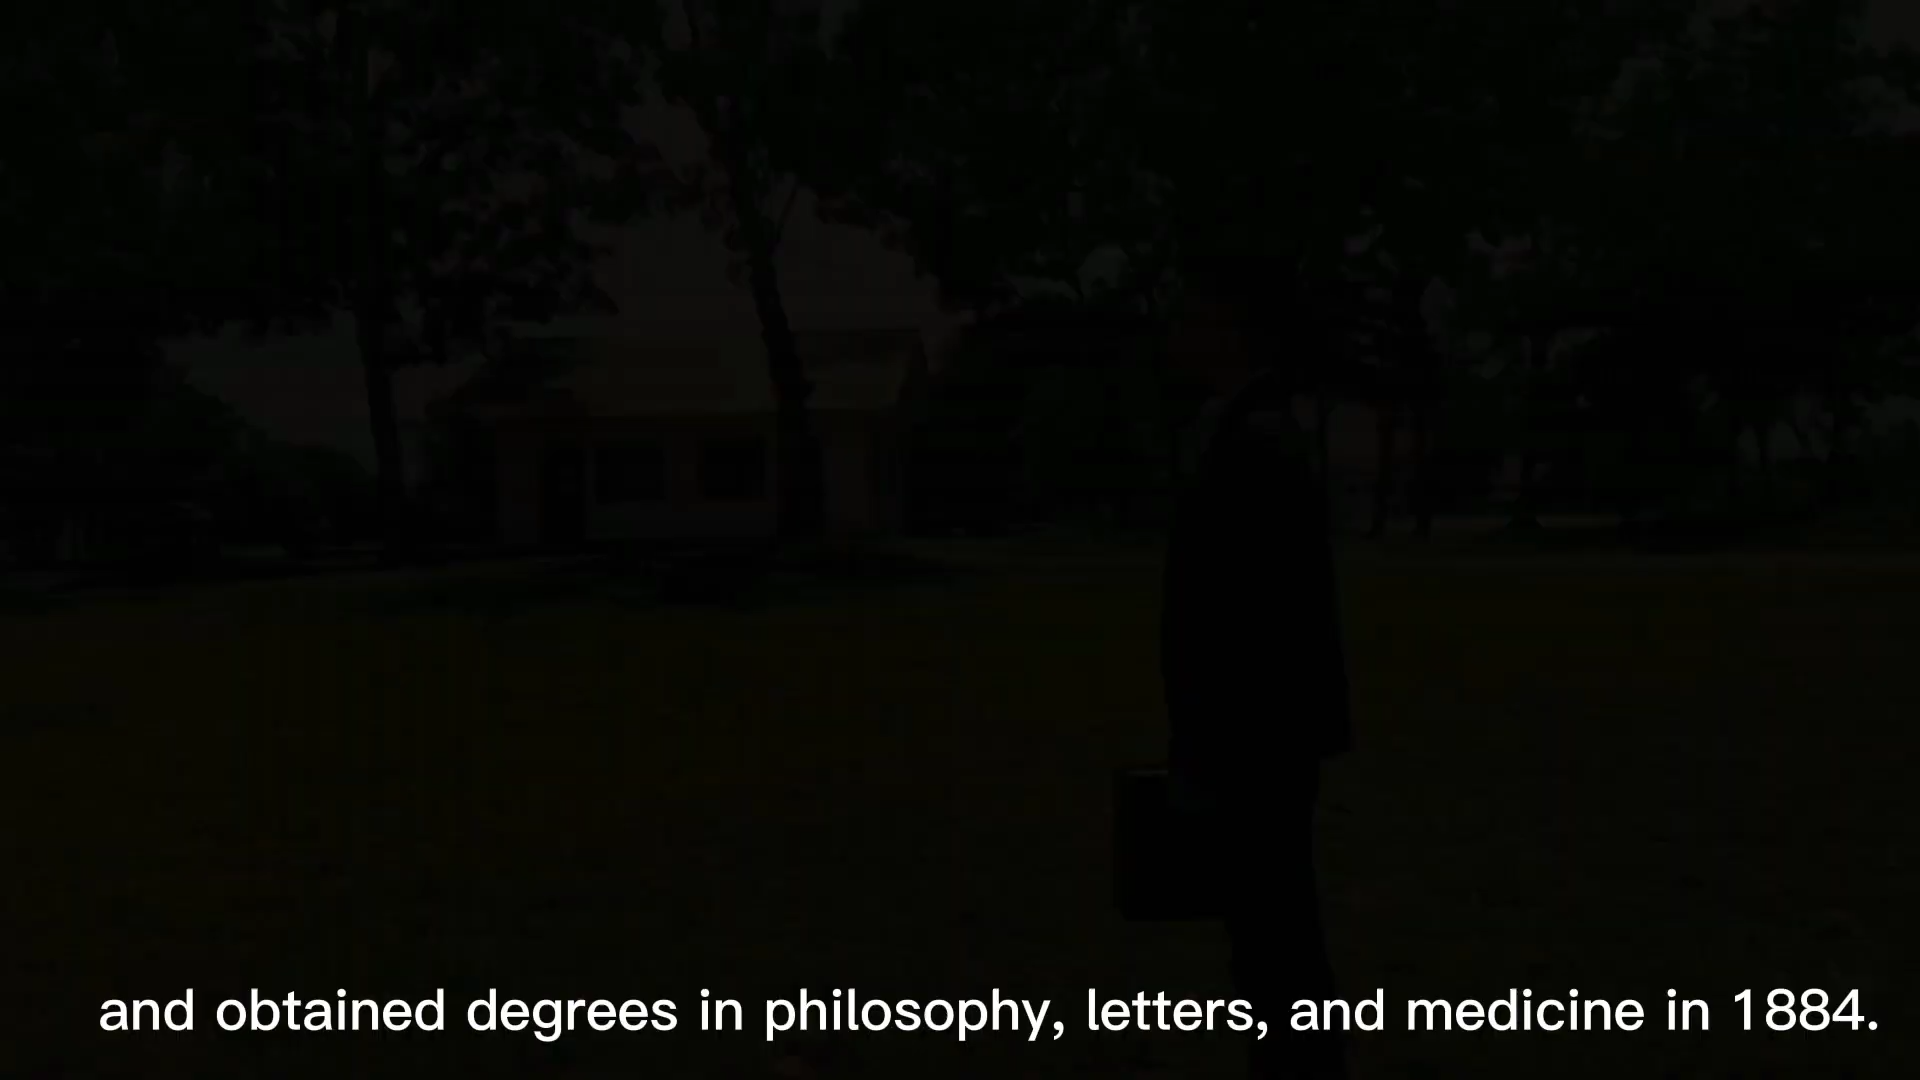 and obtained degrees in philosophy, letters, and medicine in 1884.